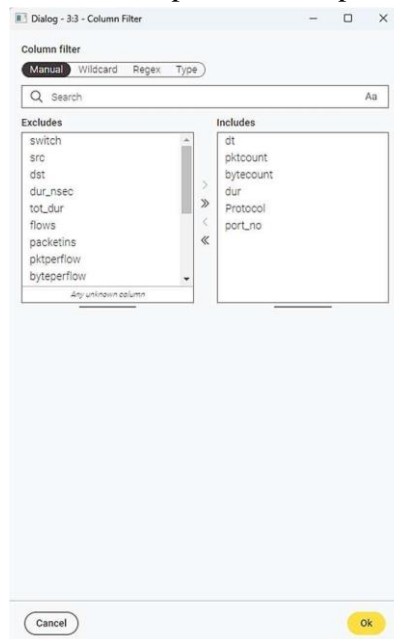 Dialog - 3:3 - Column Filter
Column filter
Manual Wildcard Regex Type
Search Aa
Excludes
switch
src
dst
dur_nsec
tot_dur
flows
packetins
pktperflow
byteperflow
Any unknown column
Includes
dt
pktcount
bytecount
dur
Protocol
port_no
Cancel Ok